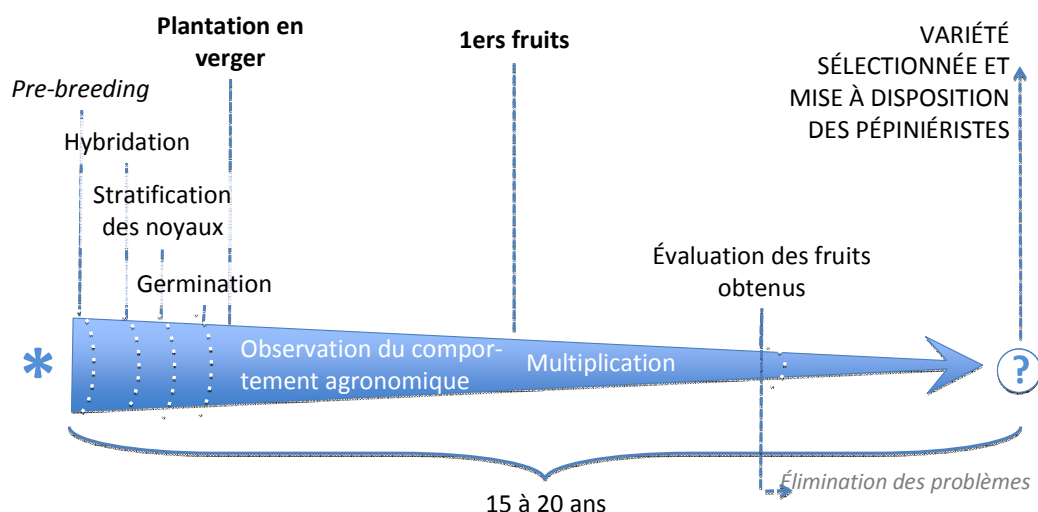 Plantation en
verger
1ers fruits
VARIÉTÉ
SÉLECTIONNÉE ET
MISE À DISPOSITION
DES PÉPINIÉRISTES
Pre-breeding
Hybridation
Stratification
des noyaux
Germination
Évaluation des fruits
obtenus
*
Observation du compor-
tement agronomique
Multiplication
?
Élimination des problèmes
15 à 20 ans